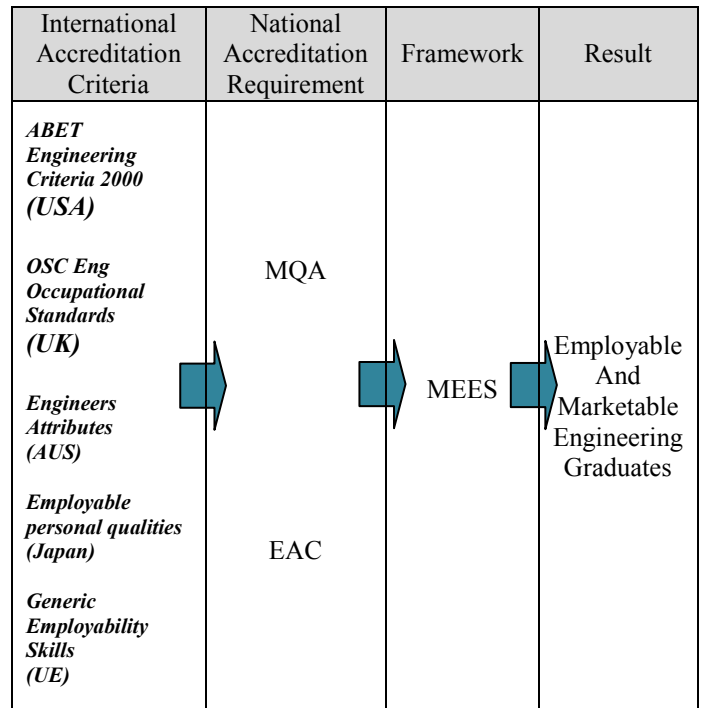 International
Accreditation
Criteria
National
Accreditation
Requirement
Framework
Result
ABET
Engineering
Criteria 2000
(USA)
OSC Eng
Occupational
Standards
(UK)
Engineers
Attributes
(AUS)
Employable
personal qualities
(Japan)
Generic
Employability
Skills
(UE)
MQA
EAC
MEES
Employable
And
Marketable
Engineering
Graduates